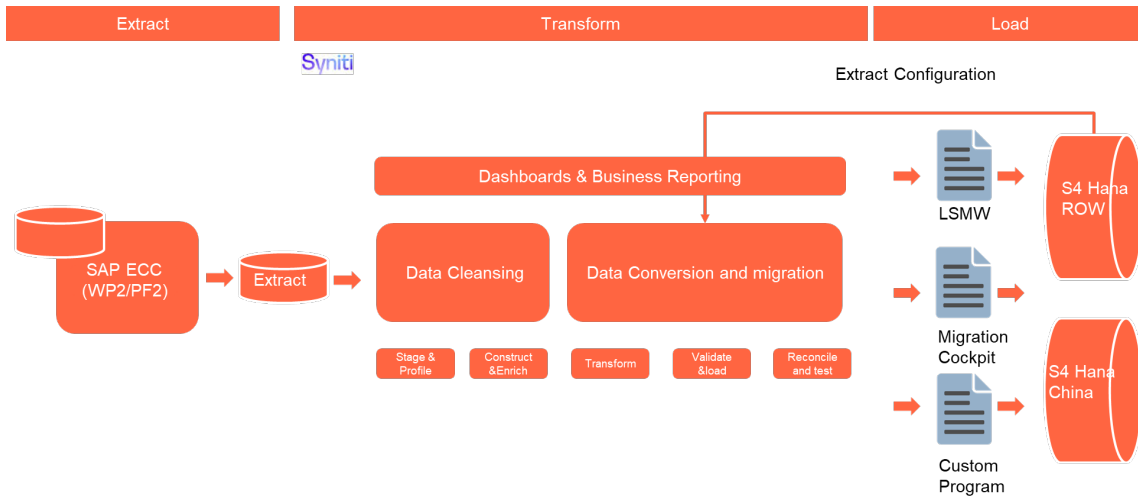 Extract
Transform
Load
Syniti
Extract Configuration
Dashboards & Business Reporting
LSMW
S4 Hana
ROW
SAP ECC
(WP2/PF2)
Extract
Data Cleansing
Data Conversion and migration
Migration
Cockpit
Stage &
Profile
Construct
&Enrich
Transform
Validate
&load
Reconcile
and test
S4 Hana
China
Custom
Program